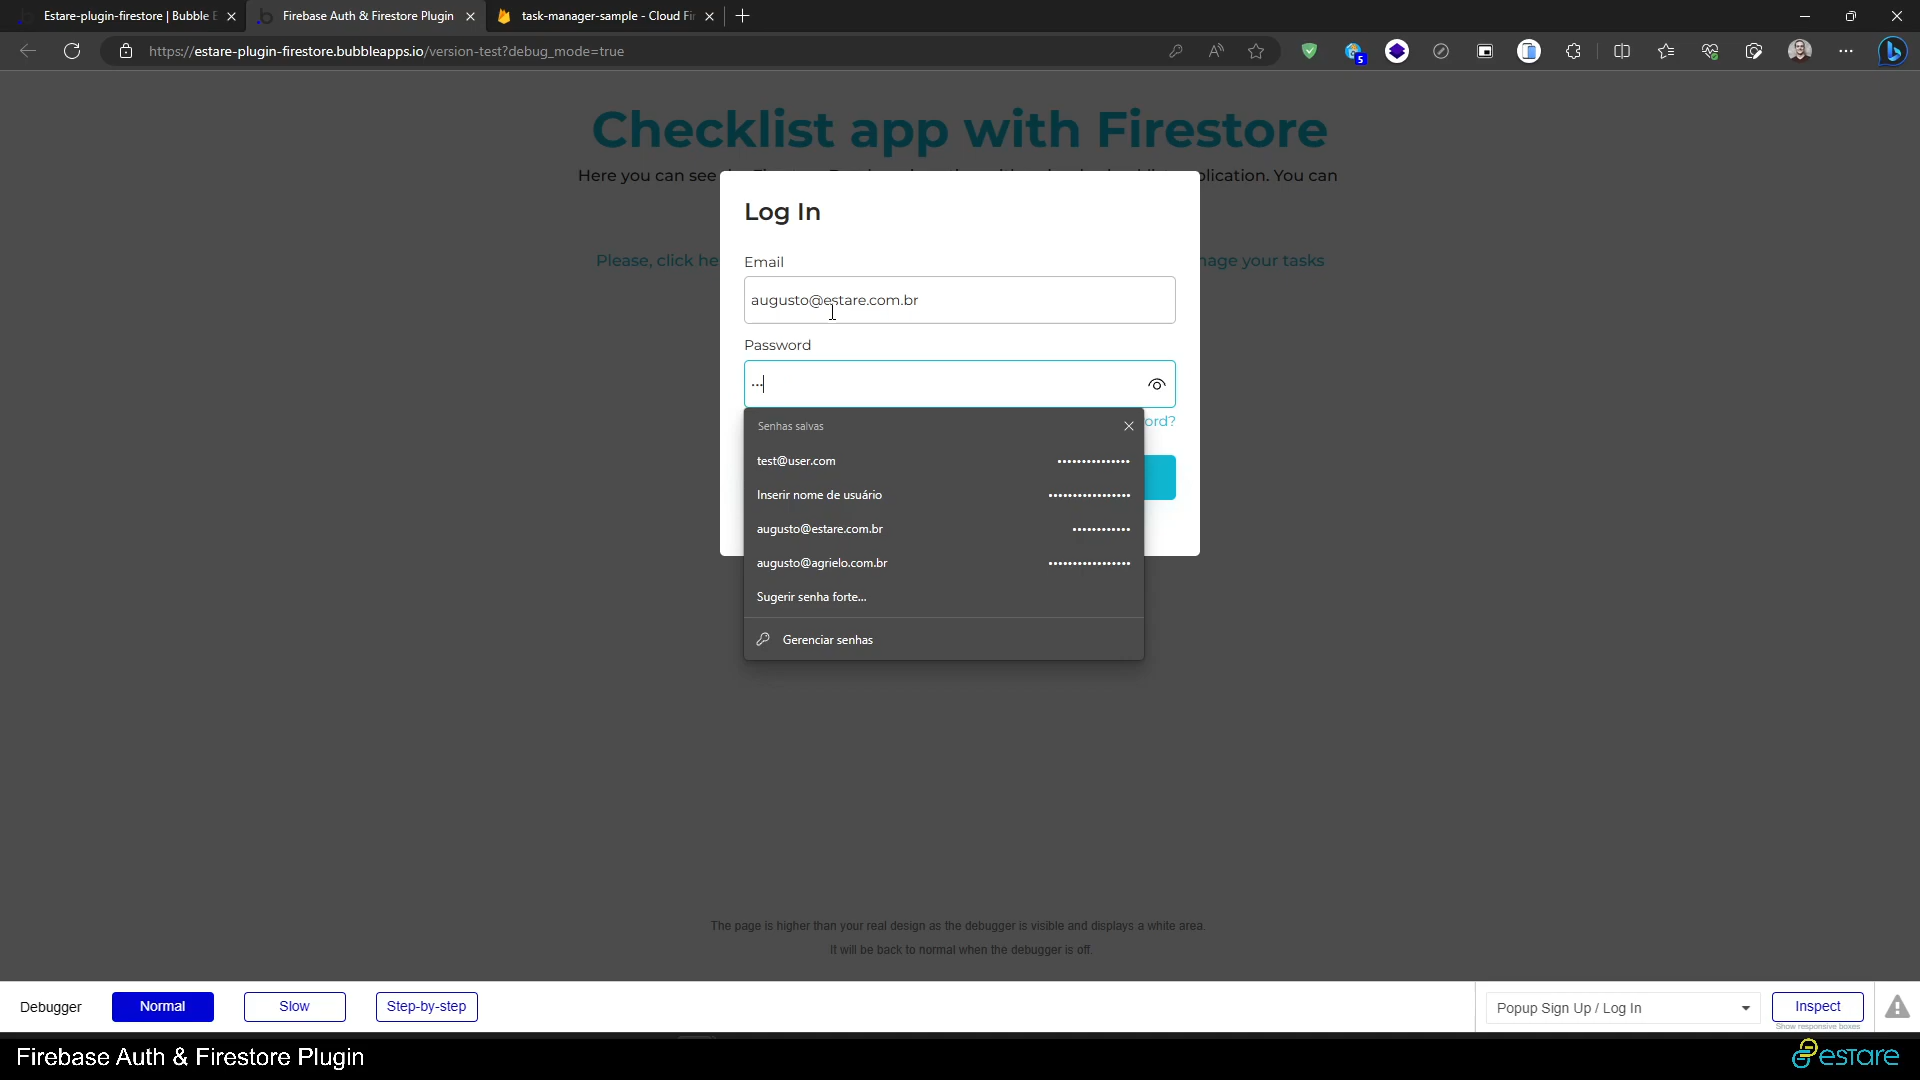 Estare-plugin-firestore | Bubble E
Firebase Auth & Firestore Plugin
task-manager-sample - Cloud Fi
https://estare-plugin-firestore.bubbleapps.io/version-test?debug_mode=true
5
Checklist app with Firestore
Here you can see
plication. You can
Please, click he
nage your tasks
Log In
Email
augusto@estare.com.br
Password
ord?
Senhas salvas
test@user.com
Inserir nome de usuário
augusto@estare.com.br
augusto@agrielo.com.br
Sugerir senha forte...
Gerenciar senhas
The page is higher than your real design as the debugger is visible and displays a white area.
It will be back to normal when the debugger is off.
Debugger
Normal
Slow
Step-by-step
Popup Sign Up / Log In
Inspect
Show responsive boxes
Firebase Auth & Firestore Plugin
estare